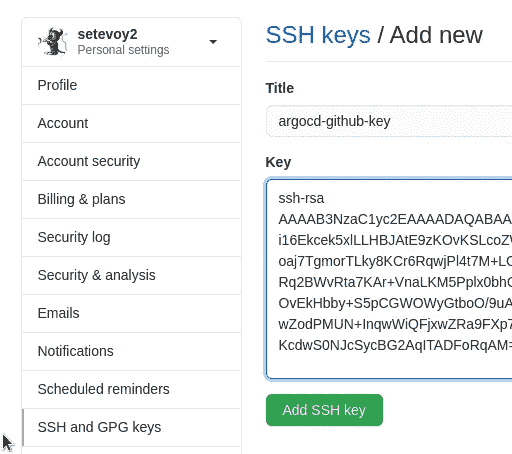 setevoy2
Personal settings
Profile
Account
Account security
Billing & plans
Security log
Security & analysis
Emails
Notifications
Scheduled reminders
SSH and GPG keys
SSH keys / Add new
Title
argocd-github-key
Key
ssh-rsa
AAAAB3NzaC1yc2EAAAADAQABAA
i16Ekcek5xlLLHBJAtE9zKOvKSLcoZ
oaj7TgmorTLky8KCr6RqwjPl4t7M+LC
Rq2BWvRta7KAr+VnaLKM5Pplx0bh
OvEkHbby+S5pCGWOWyGtboO/9uA
wZodPMUN+InqwWiQFjxwZRa9FXp7
KcdwS0NJcSycBG2AqITADFoRqAM=
Add SSH key